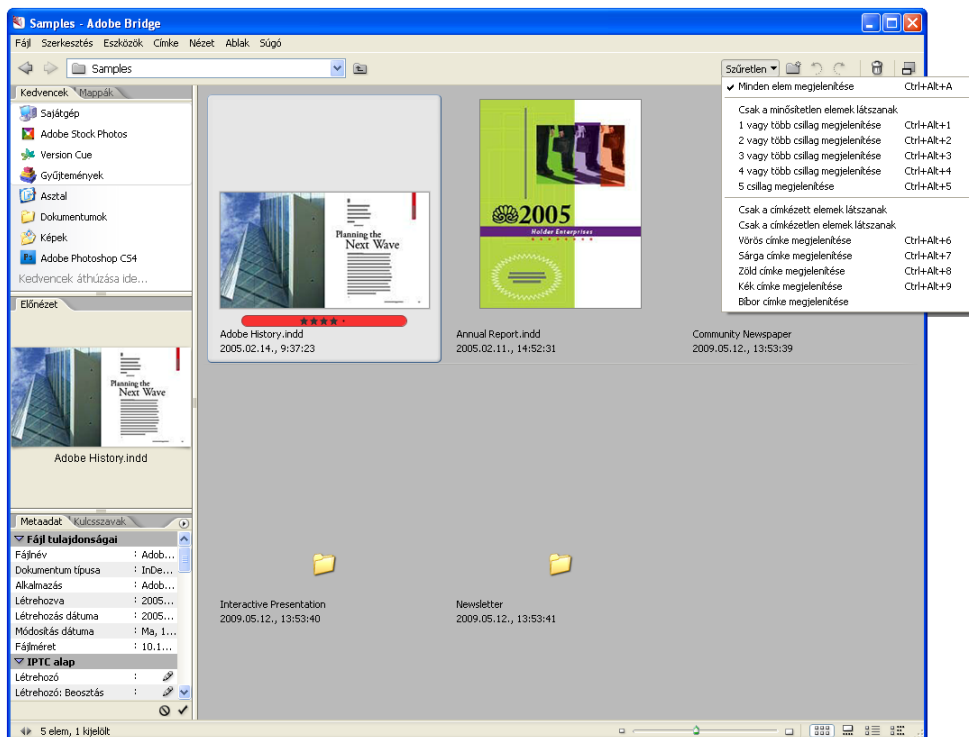 Samples - Adobe Bridge
Fájl Szerkesztés Eszközök Címke Nézet Ablak Súgó
Samples
Szűretlen
Kedvencek Mappák
Sajátgép
Adobe Stock Photos
Version Cue
Gyűjtemények
Asztal
Dokumentumok
Képek
Adobe Photoshop CS4
Kedvencek áthúzása ide...
Előnézet
Planning the
Next Wave
Adobe History.indd
Metaadat Kulcsszavak
Fájl tulajdonságai
Fájlnév : Adob...
Dokumentum típusa : InDe...
Alkalmazás : Adob...
Létrehozva : 2005...
Létrehozás dátuma : 2005...
Módosítás dátuma : Ma, 1...
Fájlméret : 10.1...
IPTC alap
Létrehozó :
Létrehozó: Beosztás :
5 elem, 1 kijelölt
Planning the
Next Wave
Adobe History.indd
2005.02.14., 9:37:23
2005
Holder Enterprises
Annual Report.indd
2005.02.11., 14:52:31
Community Newspaper
2009.05.12., 13:53:39
Interactive Presentation
2009.05.12., 13:53:40
Newsletter
2009.05.12., 13:53:41
Minden elem megjelenítése Ctrl+Alt+A
Csak a minősítetlen elemek látszanak
1 vagy több csillag megjelenítése Ctrl+Alt+1
2 vagy több csillag megjelenítése Ctrl+Alt+2
3 vagy több csillag megjelenítése Ctrl+Alt+3
4 vagy több csillag megjelenítése Ctrl+Alt+4
5 csillag megjelenítése Ctrl+Alt+5
Csak a címkézett elemek látszanak
Csak a címkézetlen elemek látszanak
Vörös címke megjelenítése Ctrl+Alt+6
Sárga címke megjelenítése Ctrl+Alt+7
Zöld címke megjelenítése Ctrl+Alt+8
Kék címke megjelenítése Ctrl+Alt+9
Bíbor címke megjelenítése